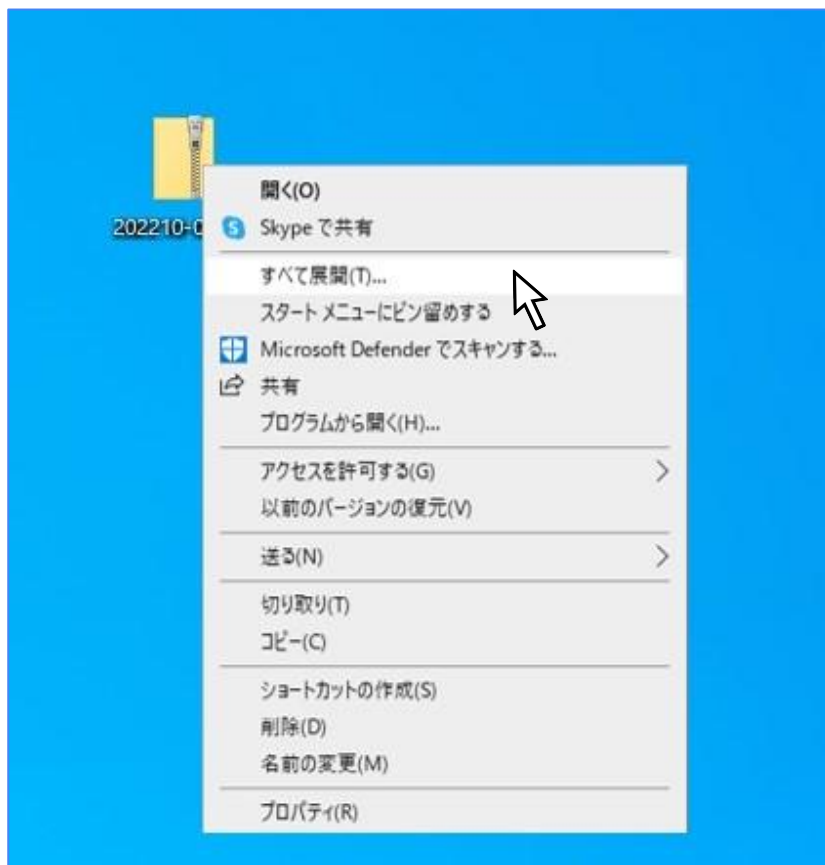 202210-0
開く(O)
Skype で共有
すべて展開(T)...
スタート メニューにピン留めする
Microsoft Defender でスキャンする...
共有
プログラムから開く(H)...
アクセスを許可する(G)
以前のバージョンの復元(V)
送る(N)
切り取り(T)
コピー(C)
ショートカットの作成(S)
削除(D)
名前の変更(M)
プロパティ(R)